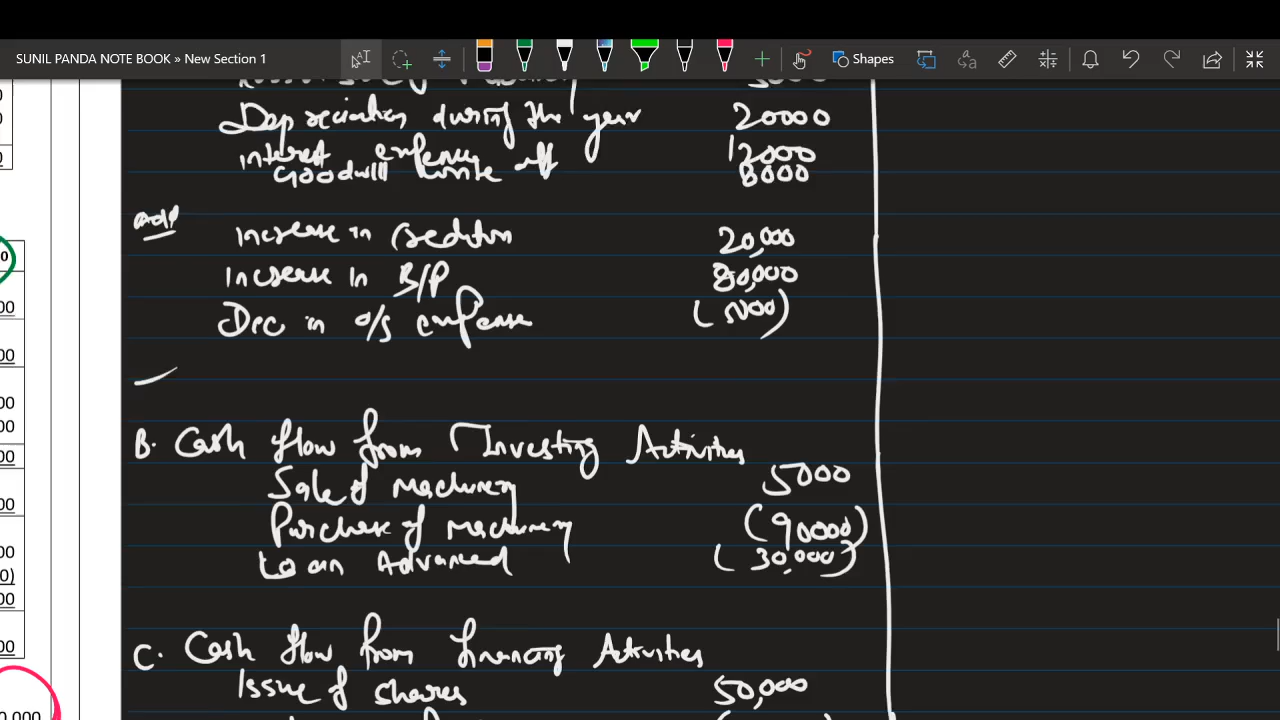 SUNIL PANDA NOTE BOOK » New Section 1
Shapes
Depreciation during the year 20000
interest expense 12000
Goodwill write off 8000
Add
Increase in Creditors 20,000
Increase in B/P 80,000
Dec in o/s expense (5000)
B. Cash flow from Investing Activities
Sale of Machinery 5000
Purchase of Machinery (90000)
Loan Advanced (30,000)
C. Cash flow from financing Activities
Issue of shares 50,000